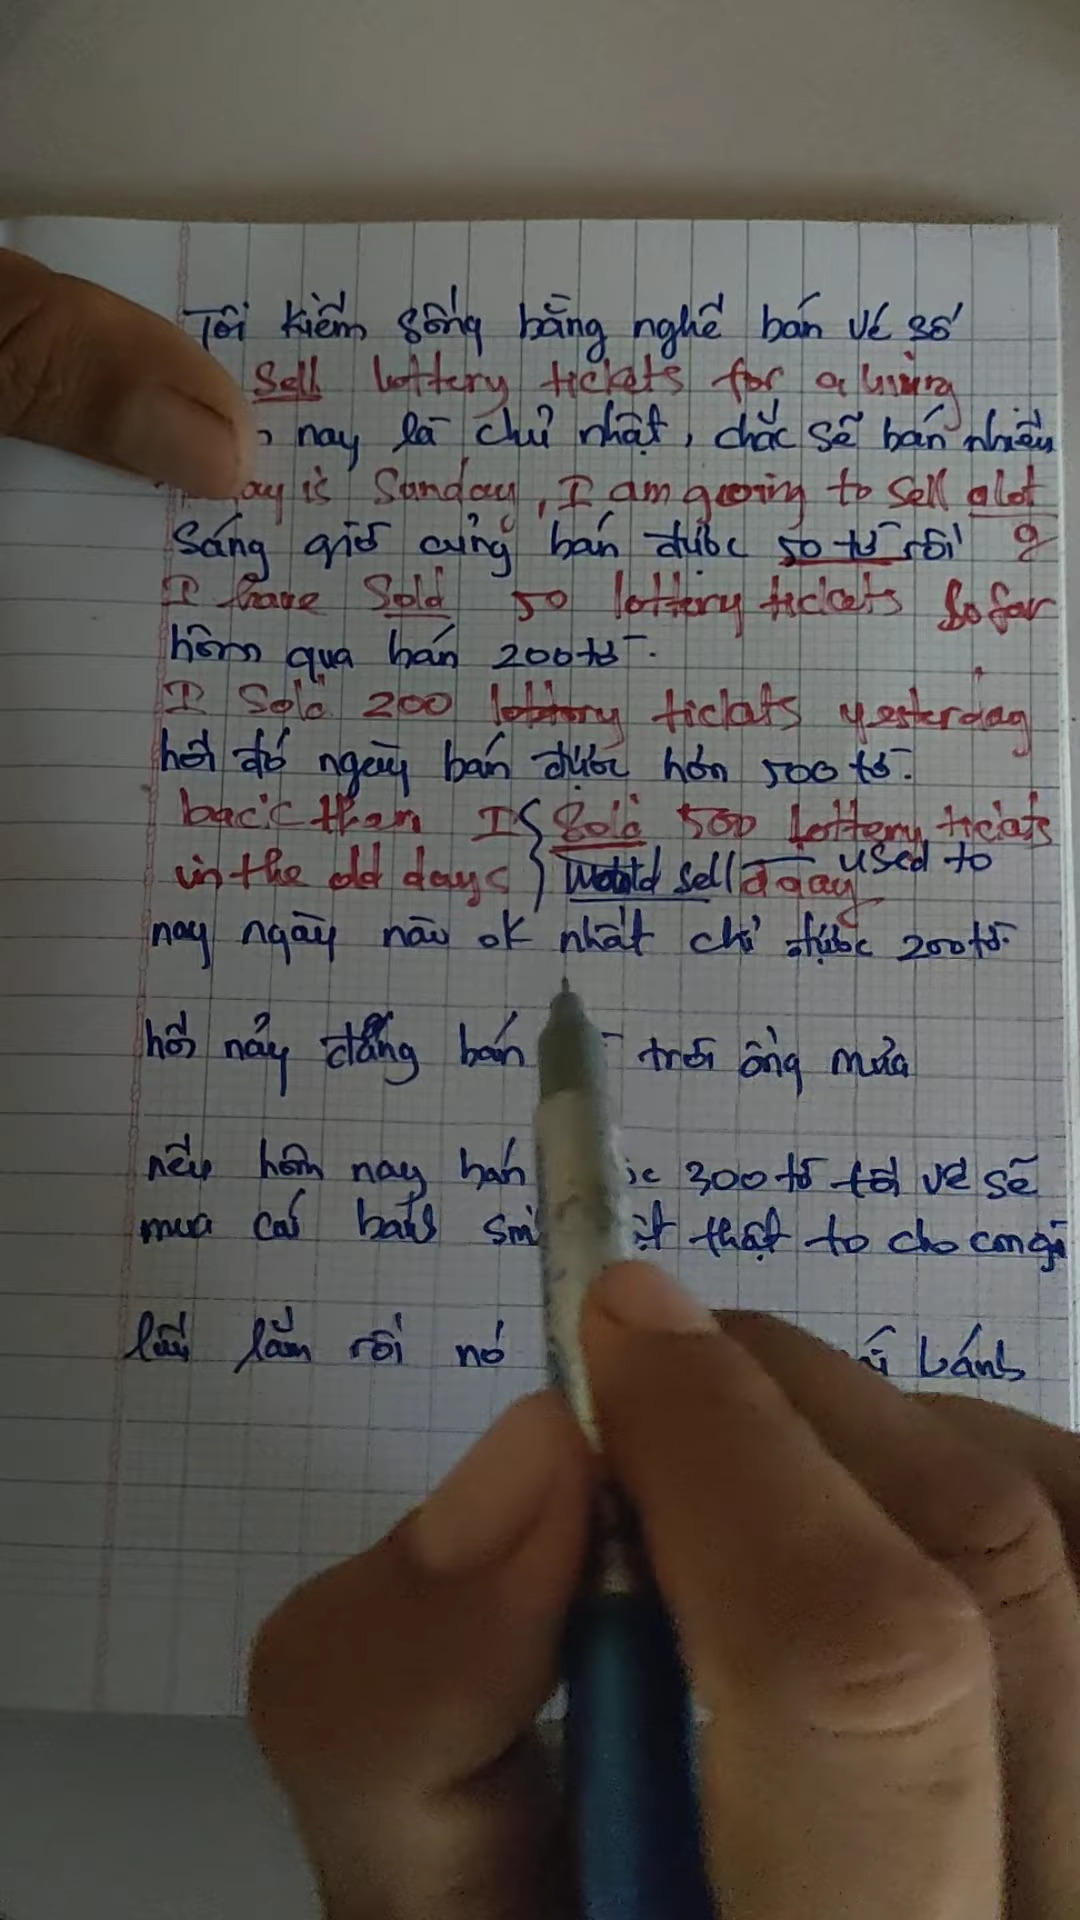 Tôi kiếm sống bằng nghề bán vé số
Sell lottery tickets for a living
nay là chủ nhật, chắc sẽ bán nhiều
ay is Sunday, I am going to sell a lot
Sáng giờ cũng bán được 50 tờ rồi
I have Sold 50 lottery tickets So far
hôm qua bán 200 tờ.
I Sold 200 lottery tickets yesterday
hồi đó ngày bán được hơn 500 tờ.
back then I { Sold 500 lottery tickets
in the old days } Would sell used to
a day
nay ngày nào ok nhất chỉ được 200 tờ.
hồi nảy đang bán trời ông mưa
nếu hôm nay bán 300 tờ tôi về sẽ
mua cái bánh thật to cho con
lâu lắm rồi nó bánh